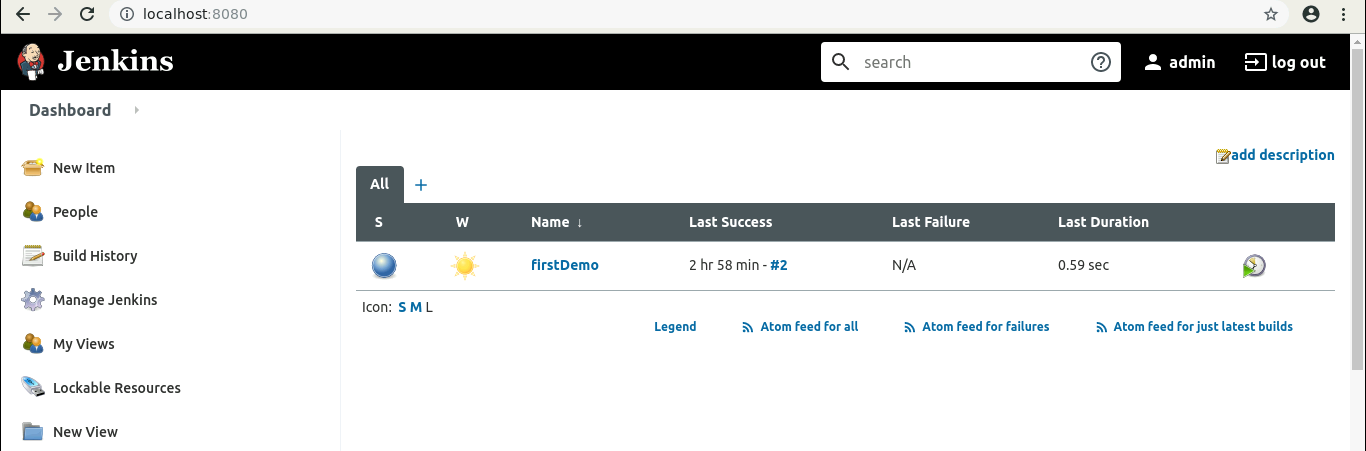 localhost:8080
Jenkins
search
admin
log out
Dashboard
New Item
People
Build History
Manage Jenkins
My Views
Lockable Resources
New View
add description
All +
S W Name ↓ Last Success Last Failure Last Duration
firstDemo 2 hr 58 min - #2 N/A 0.59 sec
Icon: S M L
Legend Atom feed for all Atom feed for failures Atom feed for just latest builds